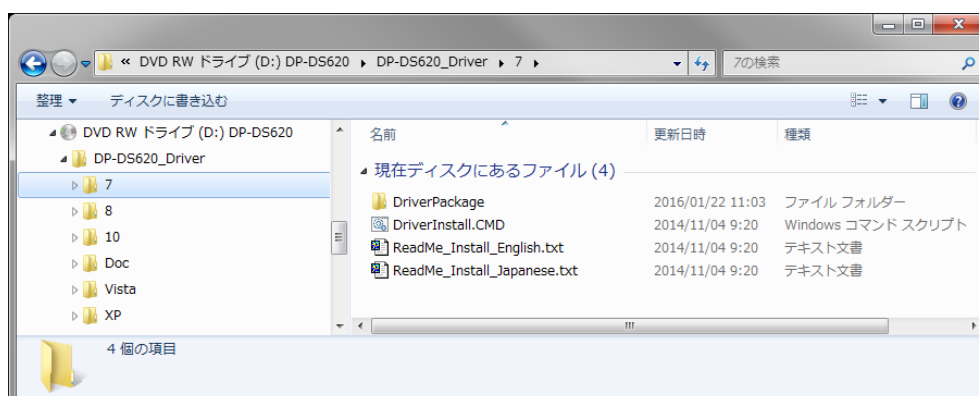 « DVD RW ドライブ (D:) DP-DS620 ▸ DP-DS620_Driver ▸ 7 ▸ 7の検索
整理 ディスクに書き込む
DVD RW ドライブ (D:) DP-DS620
DP-DS620_Driver
7
8
10
Doc
Vista
XP
名前 更新日時 種類
現在ディスクにあるファイル (4)
DriverPackage 2016/01/22 11:03 ファイル フォルダー
DriverInstall.CMD 2014/11/04 9:20 Windows コマンド スクリプト
ReadMe_Install_English.txt 2014/11/04 9:20 テキスト文書
ReadMe_Install_Japanese.txt 2014/11/04 9:20 テキスト文書
4 個の項目